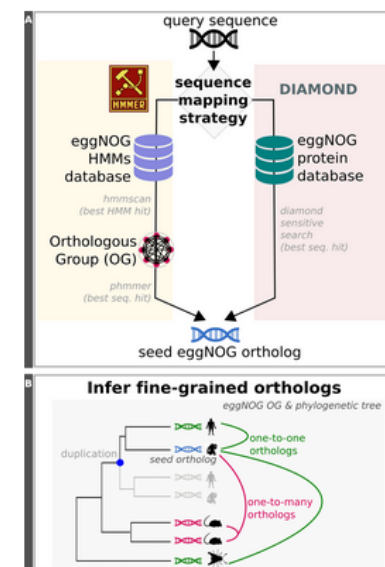 A
query sequence
HMMER
sequence
mapping
strategy
DIAMOND
eggNOG
HMMs
database
eggNOG
protein
database
hmmscan
(best HMM hit)
diamond
sensitive
search
(best seq. hit)
Orthologous
Group (OG)
phmmer
(best seq. hit)
seed eggNOG ortholog
B
Infer fine-grained orthologs
eggNOG OG & phylogenetic tree
duplication
seed ortholog
one-to-one
orthologs
one-to-many
orthologs